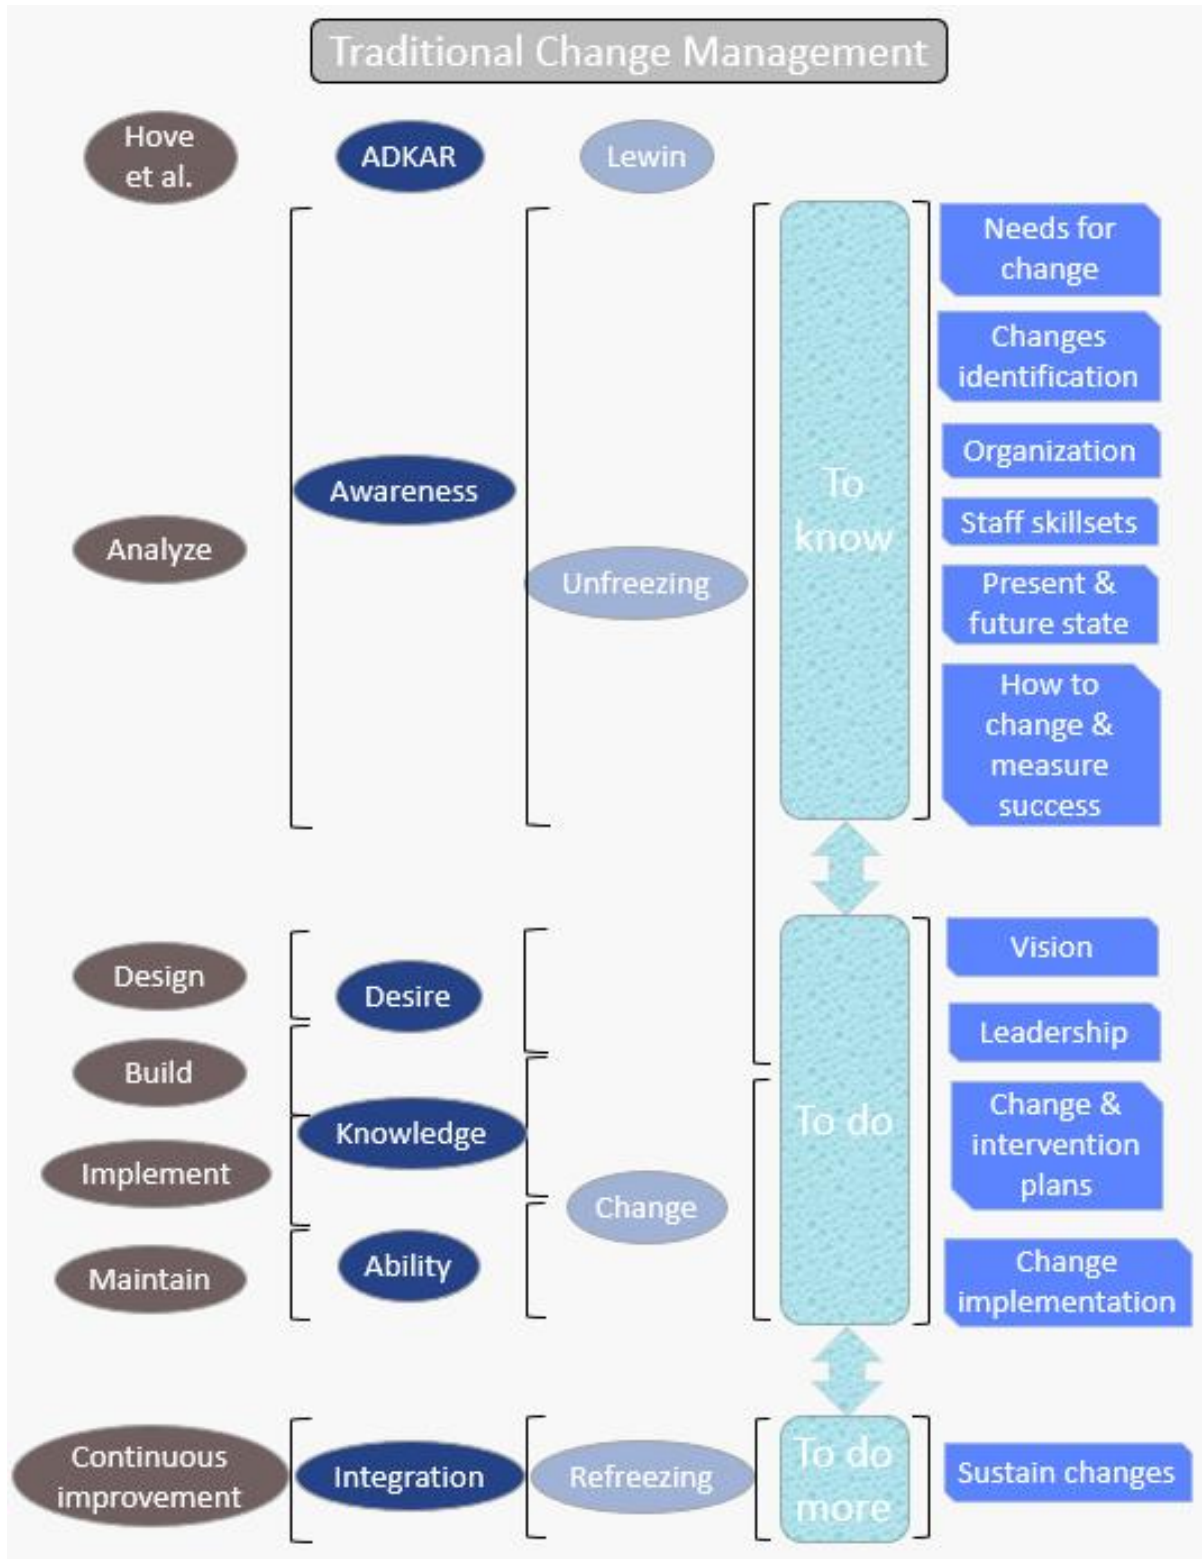 Traditional Change Management
Hove
et al.
ADKAR
Lewin
Analyze
Awareness
Unfreezing
To
know
Needs for
change
Changes
identification
Organization
Staff skillsets
Present &
future state
How to
change &
measure
success
Design
Build
Implement
Maintain
Desire
Knowledge
Ability
Change
To do
Vision
Leadership
Change &
intervention
plans
Change
implementation
Continuous
improvement
Integration
Refreezing
To do
more
Sustain changes